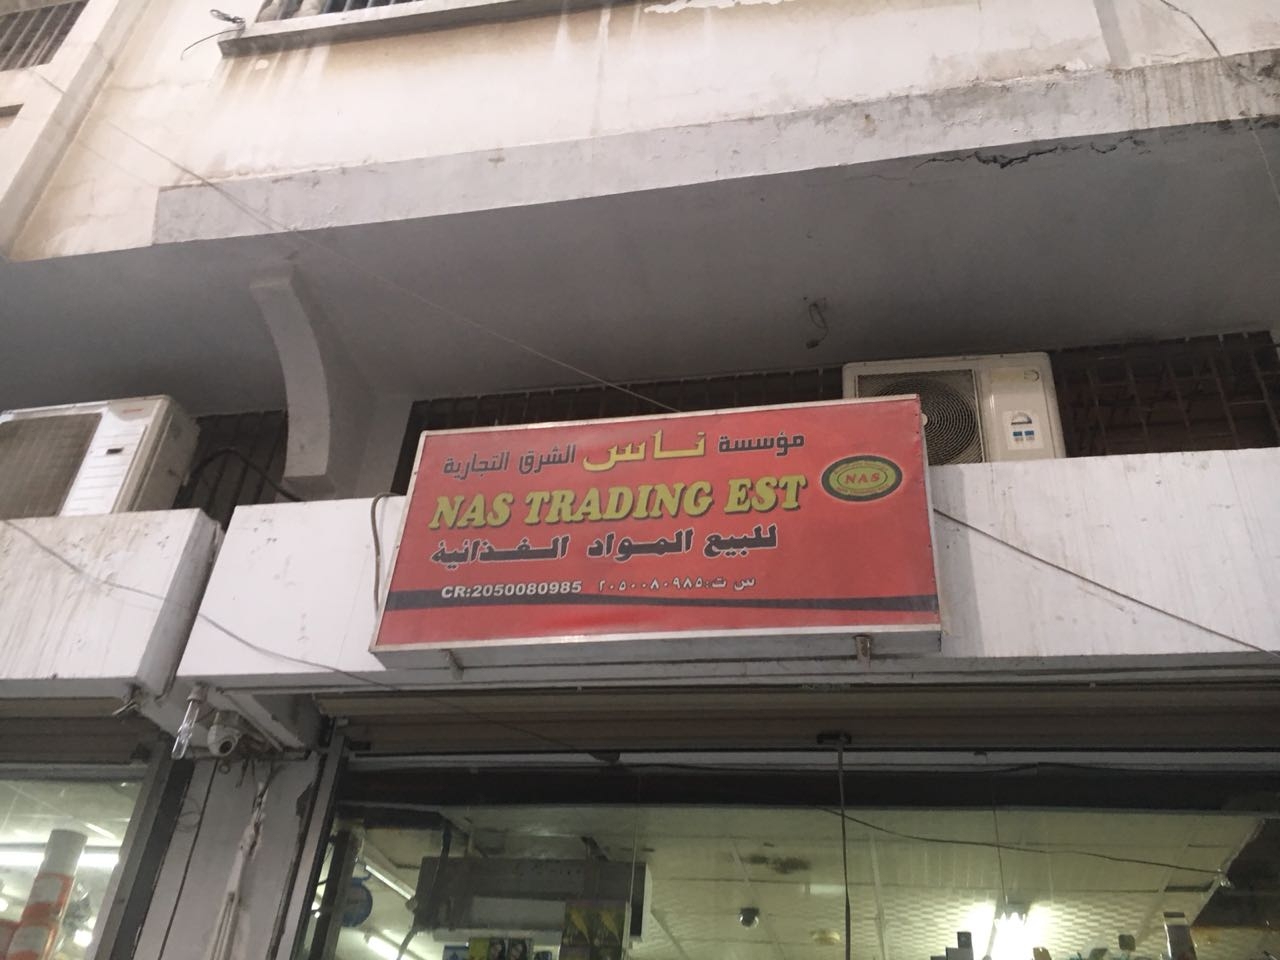 مؤسسة ناس الشرق التجارية
NAS TRADING EST
NAS
للبيع المواد الغذائية
CR:2050080985 س ت: ٢٠٥٠٠٨٠٩٨٥